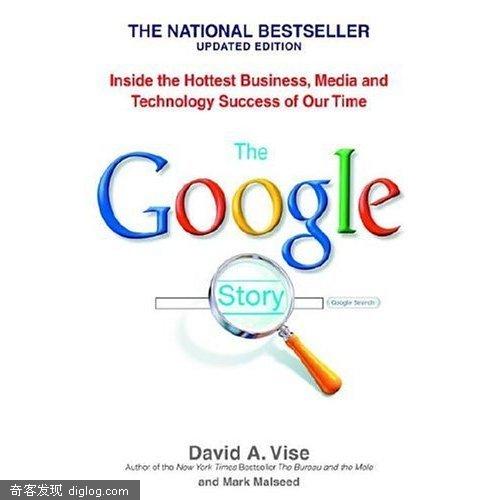 THE NATIONAL BESTSELLER
UPDATED EDITION
Inside the Hottest Business, Media and
Technology Success of Our Time
The
Google
Story
Google Search
David A. Vise
Author of the New York Times Bestseller The Bureau and the Mole
and Mark Malseed
奇客发现 diglog.com